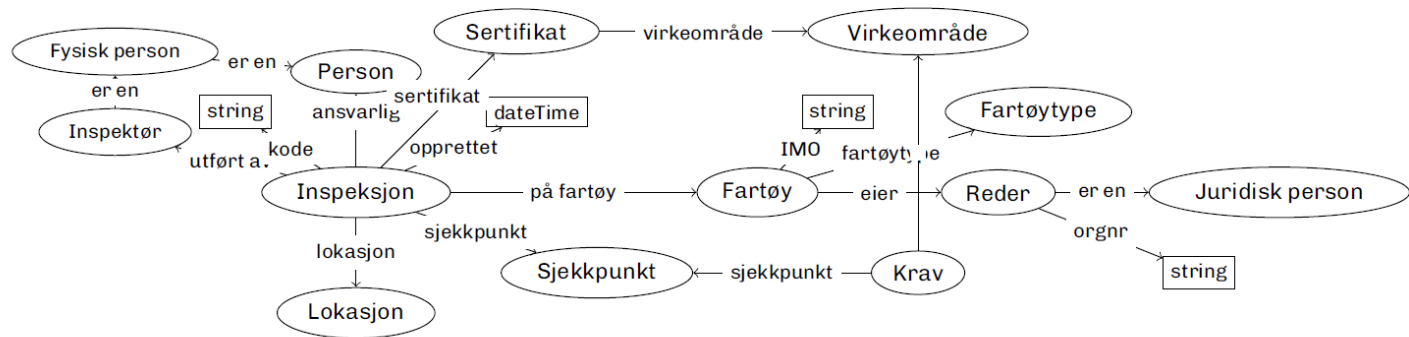 Sertifikat
virkeområde
Virkeområde
Fysisk person
er en
Person
er en
sertifikat
string
ansvarlig
dateTime
string
Fartøytype
Inspektør
kode
opprettet
IMO
fartøytype
utført a
Inspeksjon
på fartøy
Fartøy
eier
Reder
er en
Juridisk person
sjekkpunkt
orgnr
lokasjon
Sjekkpunkt
sjekkpunkt
Krav
string
Lokasjon